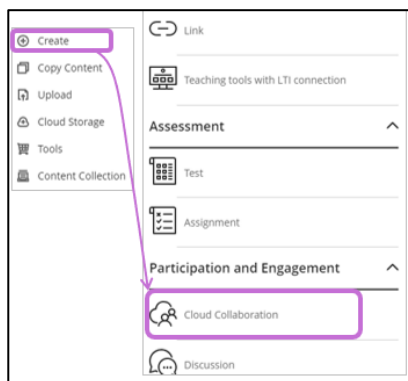 Create
Copy Content
Upload
Cloud Storage
Tools
Content Collection
Link
Teaching tools with LTI connection
Assessment
Test
Assignment
Participation and Engagement
Cloud Collaboration
Discussion